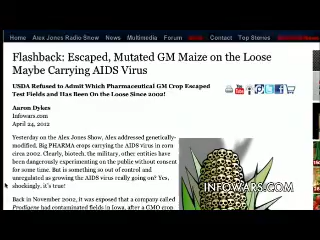 Home Alex Jones Radio Show News Multimedia Forum Contact Top Stories
Flashback: Escaped, Mutated GM Maize on the Loose
Maybe Carrying AIDS Virus
USDA Refused to Admit Which Pharmaceutical GM Crop Escaped
Test Fields and Has Been On the Loose Since 2002!
Aaron Dykes
Infowars.com
April 24, 2012
Yesterday on the Alex Jones Show, Alex addressed genetically-
modified, Big PHARMA crops carrying the AIDS virus in corn
circa 2002. Clearly, biotech, the military, other entities have
been dangerously experimenting on the public without consent
for some time. But is something so out of control and
unregulated as growing the AIDS virus really going on? Yes,
shockingly, it's true!
Back in November 2002, it was exposed that a company called
Prodigene had contaminated fields in Iowa, after a GMO crop
INFOWARS.COM